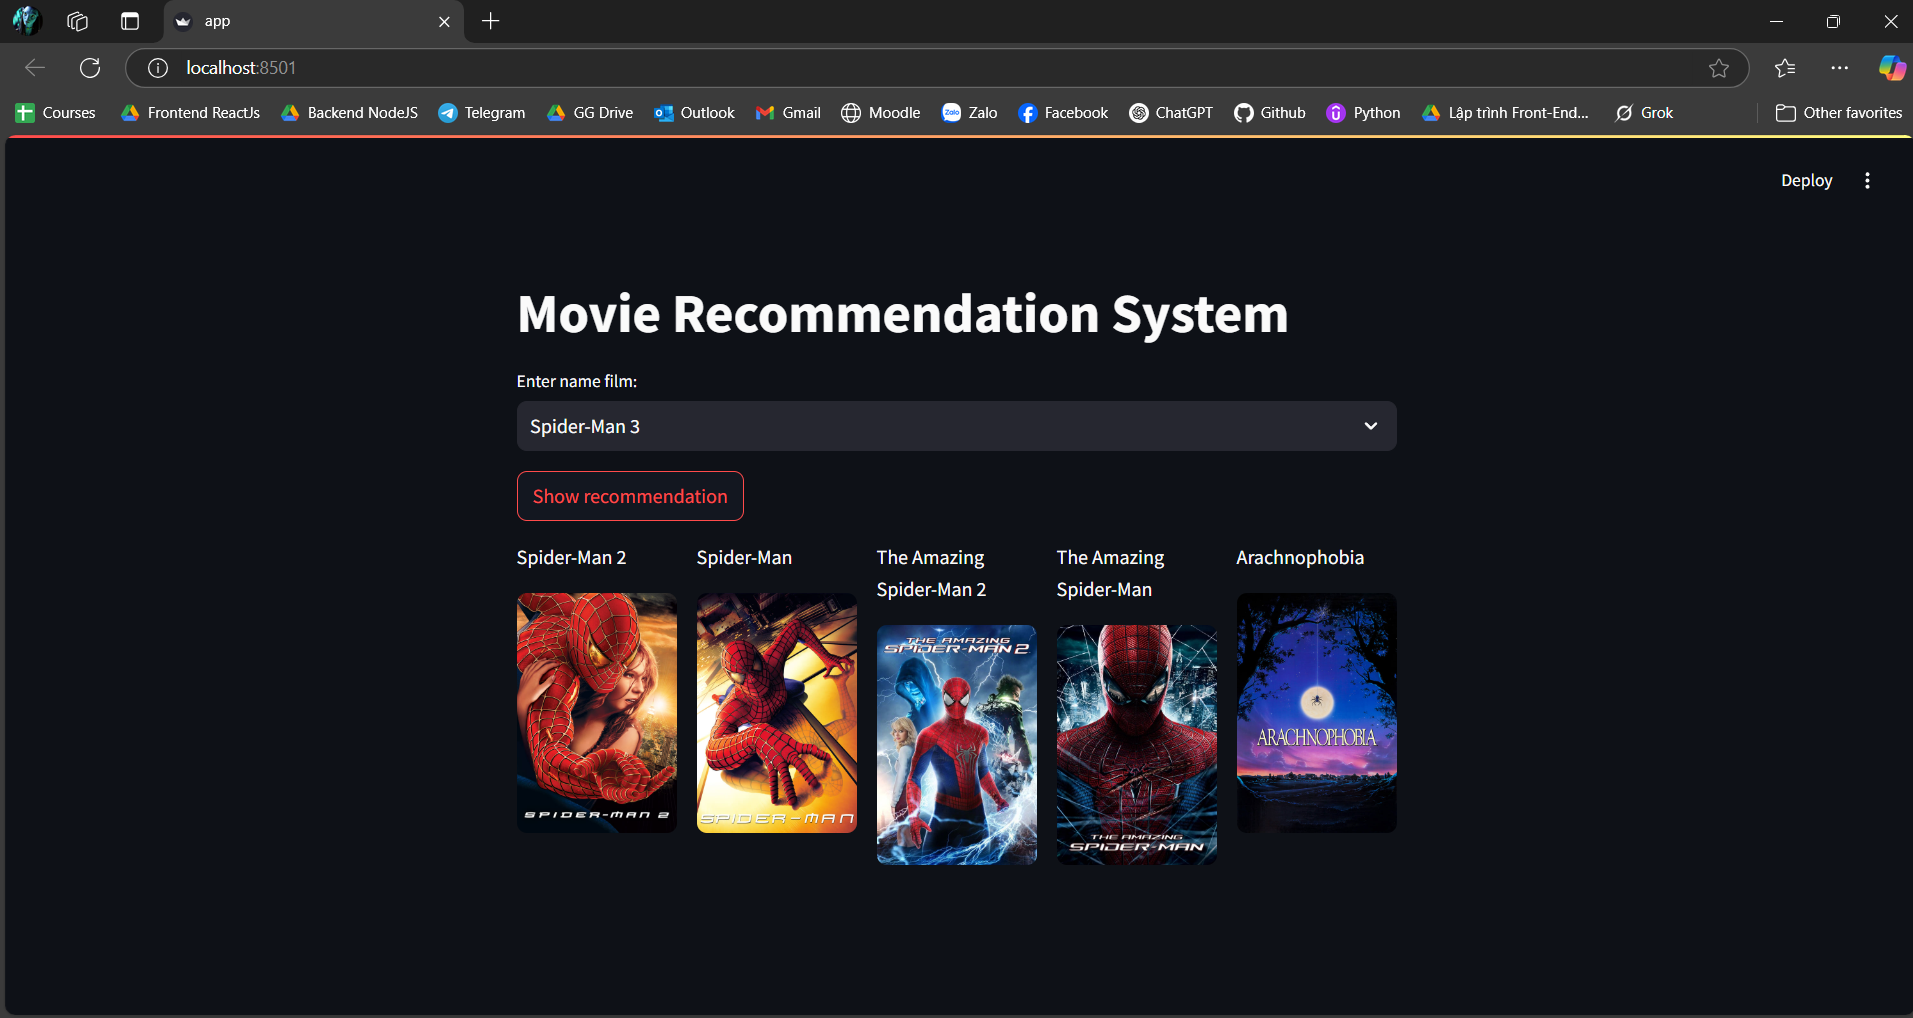 app
localhost:8501
Courses
Frontend ReactJs
Backend NodeJS
Telegram
GG Drive
Outlook
Gmail
Zalo
Moodle
Zalo
Facebook
ChatGPT
Github
Python
Lập trình Front-End...
Grok
Other favorites
Deploy
Movie Recommendation System
Enter name film:
Spider-Man 3
Show recommendation
Spider-Man 2
Spider-Man
The Amazing
Spider-Man 2
The Amazing
Spider-Man
Arachnophobia
SPIDER-MAN 2
SPIDER-MAN
THE AMAZING
SPIDER-MAN 2
THE AMAZING
SPIDER-MAN
ARACHNOPHOBIA